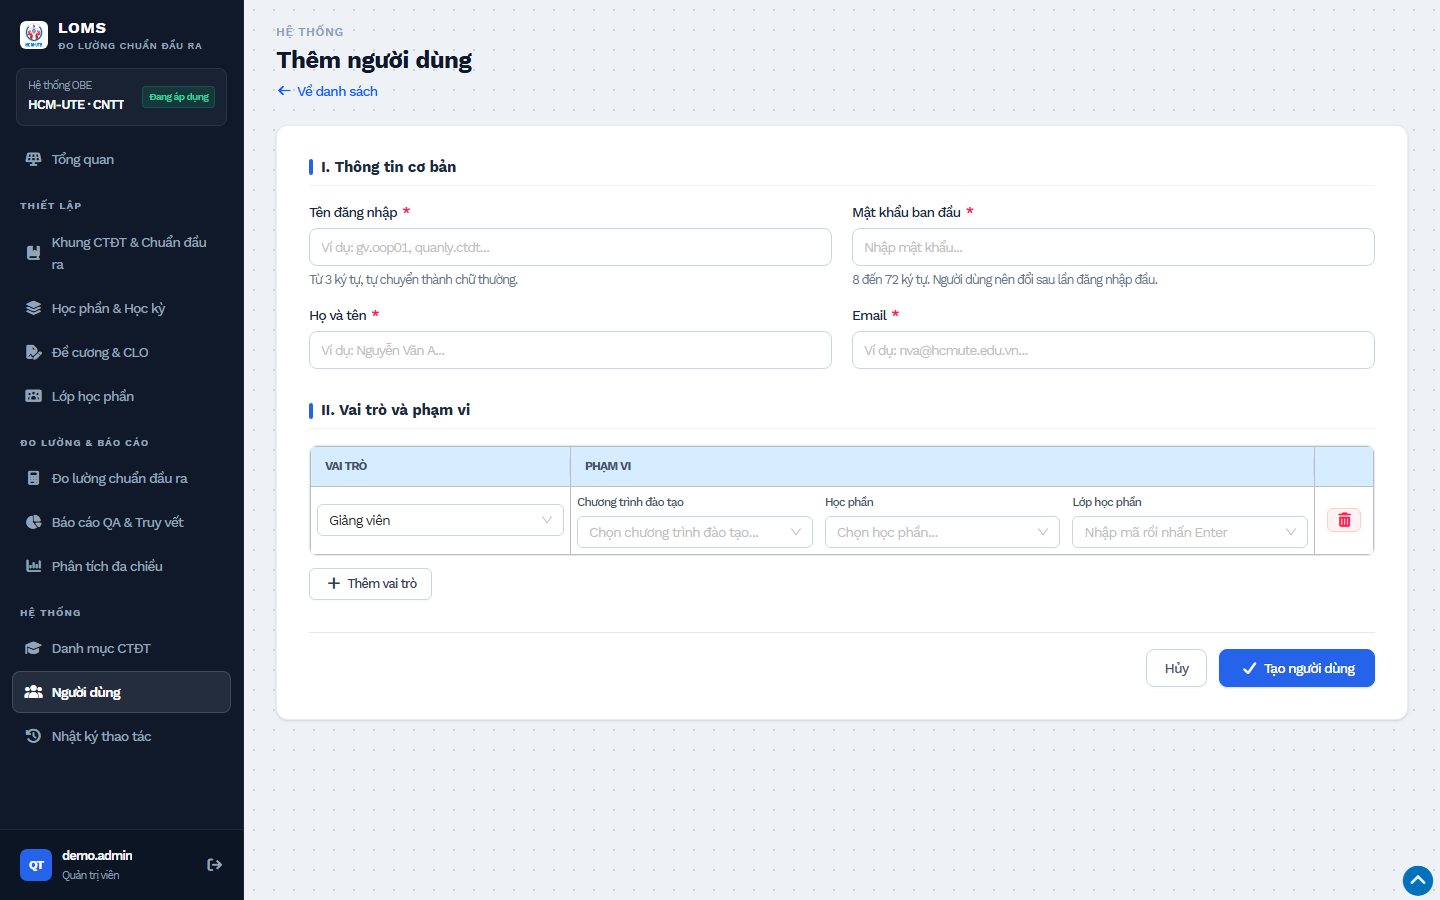 LOMS
ĐO LƯỜNG CHUẨN ĐẦU RA
HCM-UTE
Hệ thống OBE
HCM-UTE · CNTT
Đang áp dụng
Tổng quan
THIẾT LẬP
Khung CTĐT & Chuẩn đầu
ra
Học phần & Học kỳ
Đề cương & CLO
Lớp học phần
ĐO LƯỜNG & BÁO CÁO
Đo lường chuẩn đầu ra
Báo cáo QA & Truy vết
Phân tích đa chiều
HỆ THỐNG
Danh mục CTĐT
Người dùng
Nhật ký thao tác
QT
demo.admin
Quản trị viên
HỆ THỐNG
Thêm người dùng
Về danh sách
I. Thông tin cơ bản
Tên đăng nhập *
Mật khẩu ban đầu *
Ví dụ: gv.oop01, quanly.ctdt...
Nhập mật khẩu...
Từ 3 ký tự, tự chuyển thành chữ thường.
8 đến 72 ký tự. Người dùng nên đổi sau lần đăng nhập đầu.
Họ và tên *
Email *
Ví dụ: Nguyễn Văn A...
Ví dụ: nva@hcmute.edu.vn...
II. Vai trò và phạm vi
VAI TRÒ
PHẠM VI
Giảng viên
Chương trình đào tạo
Học phần
Lớp học phần
Chọn chương trình đào tạo...
Chọn học phần...
Nhập mã rồi nhấn Enter
Thêm vai trò
Hủy
Tạo người dùng